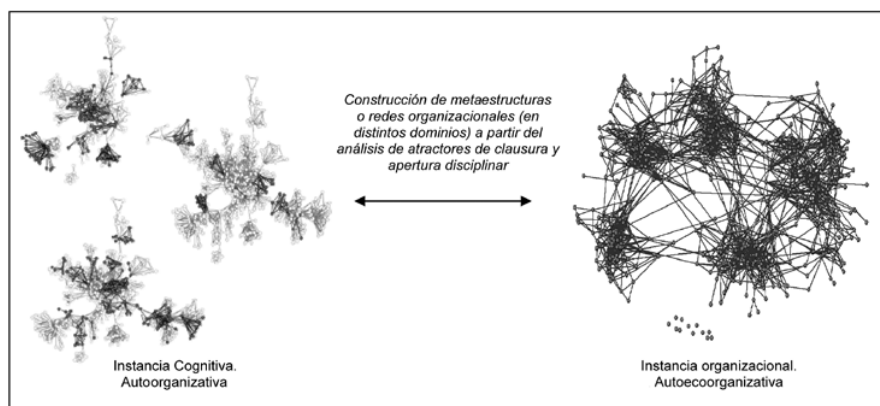 Construcción de metaestructuras
o redes organizacionales (en
distintos dominios) a partir del
análisis de atractores de clausura y
apertura disciplinar
Instancia Cognitiva.
Autoorganizativa
Instancia organizacional.
Autoecoorganizativa